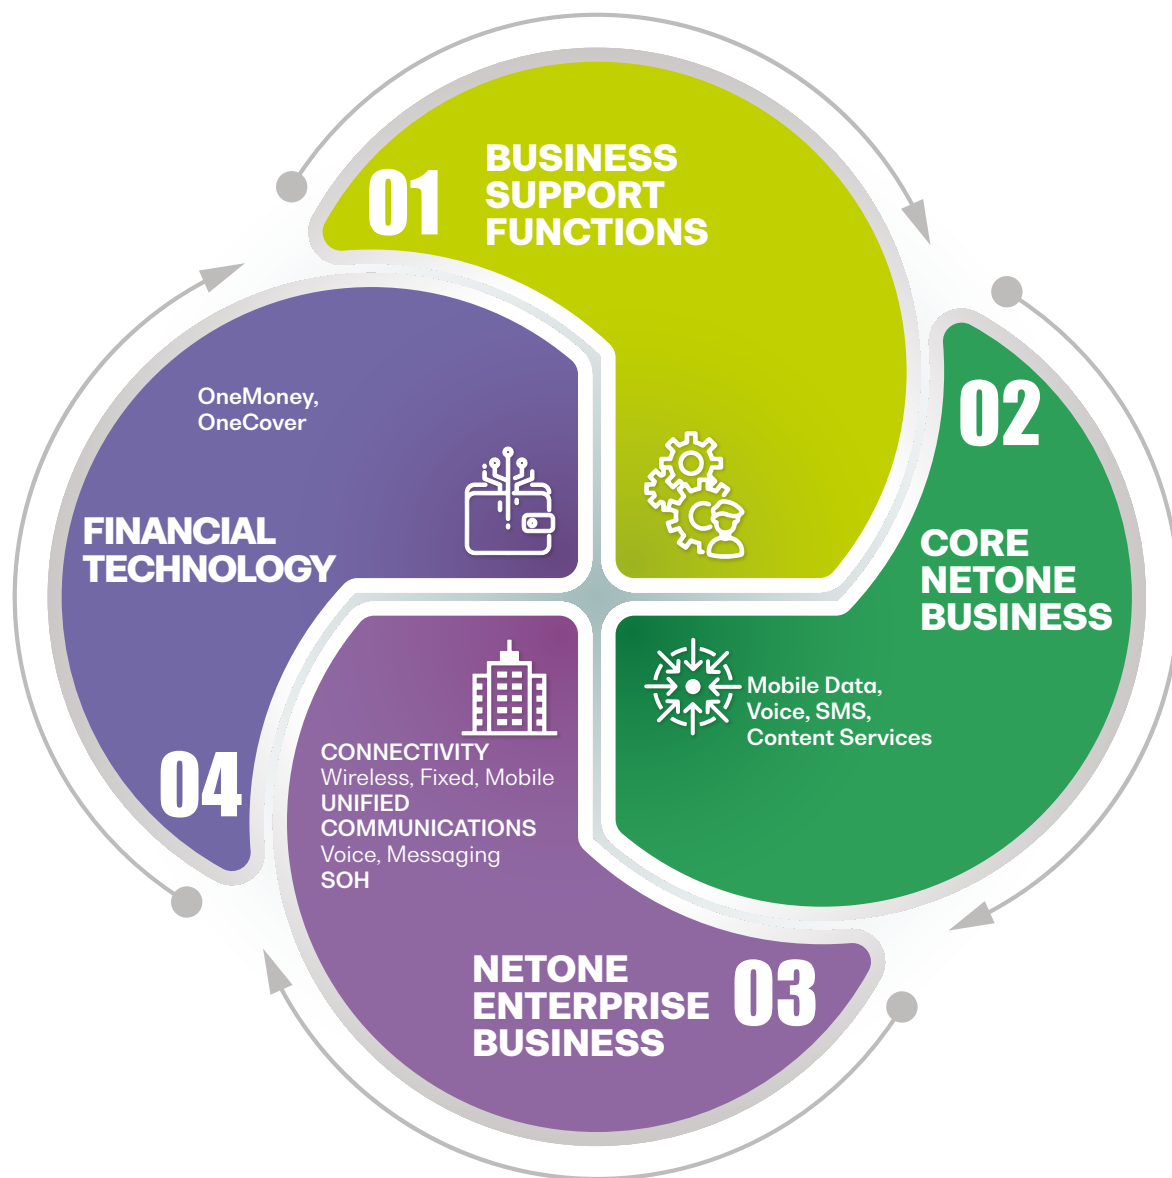 01
BUSINESS
SUPPORT
FUNCTIONS
02
CORE
NETONE
BUSINESS
Mobile Data,
Voice, SMS,
Content Services
NETONE
ENTERPRISE
BUSINESS
03
CONNECTIVITY
Wireless, Fixed, Mobile
UNIFIED
COMMUNICATIONS
Voice, Messaging
SOH
OneMoney,
OneCover
FINANCIAL
TECHNOLOGY
04